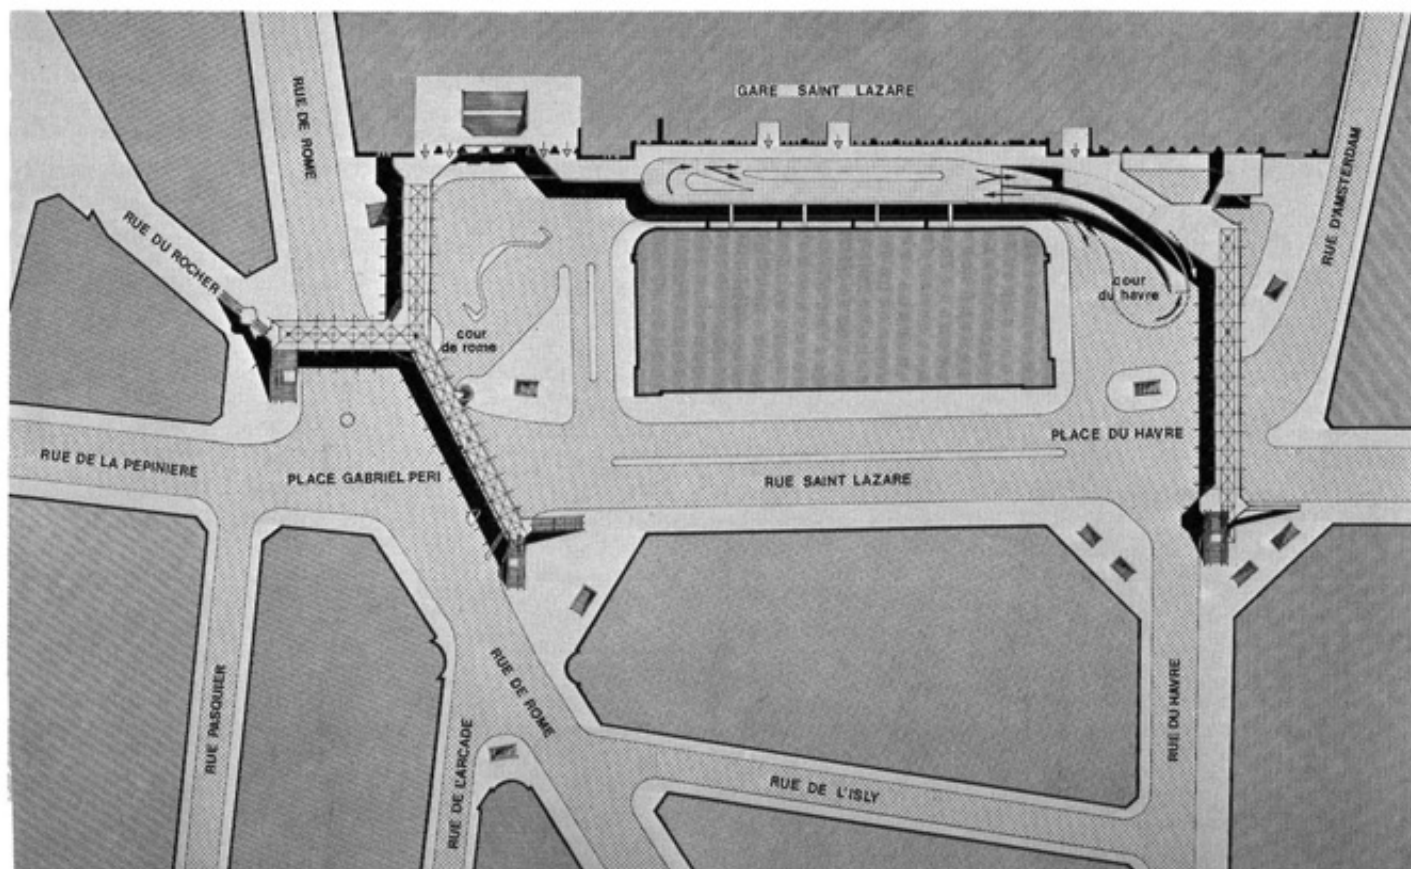 GARE SAINT LAZARE
RUE DE ROME
RUE D'AMSTERDAM
RUE DU ROCHER
cour
du havre
cour
de rome
PLACE DU HAVRE
RUE DE LA PEPINIERE
PLACE GABRIEL PERI
RUE SAINT LAZARE
RUE PASQUIER
RUE DE ROME
RUE DE L'ARCADE
RUE DU HAVRE
RUE DE L'ISLY